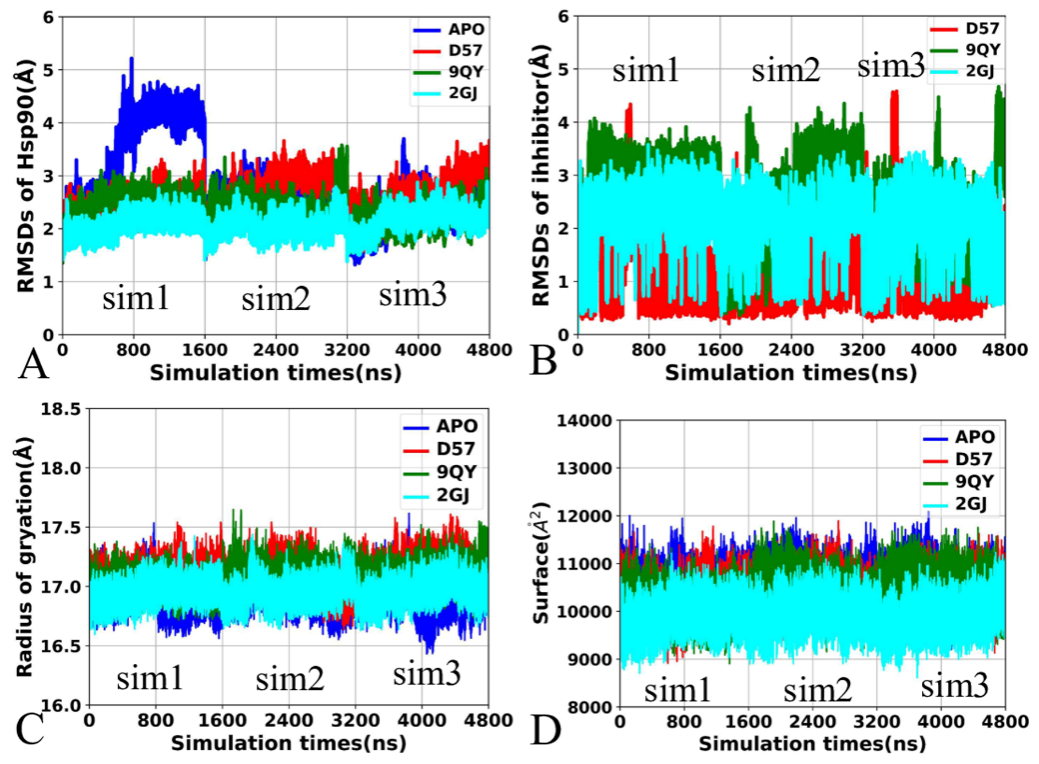 6
5
4
3
2
1
0
RMSDs of Hsp90(Å)
APO
D57
9QY
2GJ
sim1
sim2
sim3
0
800
1600
2400
3200
4000
4800
Simulation times(ns)
A
6
5
4
3
2
1
0
RMSDs of Inhibitor(Å)
D57
9QY
2GJ
sim1
sim2
sim3
0
800
1600
2400
3200
4000
4800
Simulation times(ns)
B
18.5
18.0
17.5
17.0
16.5
16.0
Radius of gryation(Å)
APO
D57
9QY
2GJ
sim1
sim2
sim3
0
800
1600
2400
3200
4000
4800
Simulation times(ns)
C
14000
13000
12000
11000
10000
9000
8000
Surface(Å²)
APO
D57
9QY
2GJ
sim1
sim2
sim3
0
800
1600
2400
3200
4000
4800
Simulation times(ns)
D